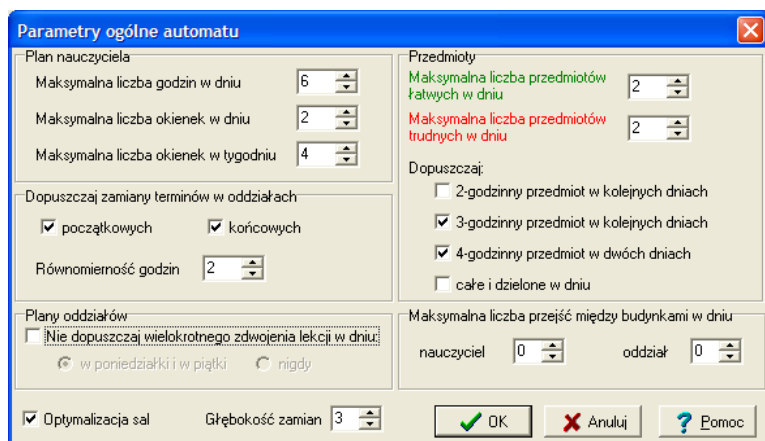 Parametry ogólne automatu
Plan nauczyciela
Maksymalna liczba godzin w dniu 6
Maksymalna liczba okienek w dniu 2
Maksymalna liczba okienek w tygodniu 4
Dopuszczaj zamiany terminów w oddziałach
początkowych końcowych
Równomierność godzin 2
Plany oddziałów
Nie dopuszczaj wielokrotnego zdwojenia lekcji w dniu:
w poniedziałki i w piątki nigdy
Optymalizacja sal Głębokość zamian 3
Przedmioty
Maksymalna liczba przedmiotów
łatwych w dniu 2
Maksymalna liczba przedmiotów
trudnych w dniu 2
Dopuszczaj:
2-godzinny przedmiot w kolejnych dniach
3-godzinny przedmiot w kolejnych dniach
4-godzinny przedmiot w dwóch dniach
całe i dzielone w dniu
Maksymalna liczba przejść między budynkami w dniu
nauczyciel 0 oddział 0
OK Anuluj Pomoc